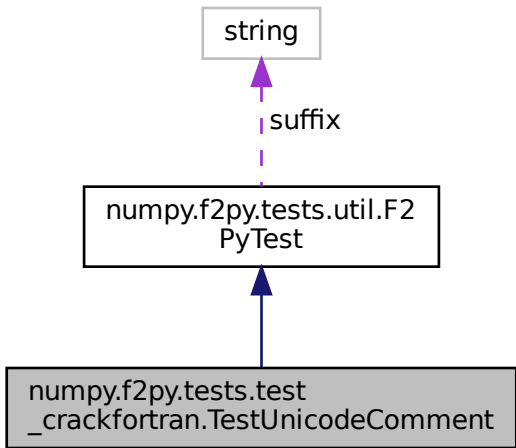 string
suffix
numpy.f2py.tests.util.F2
PyTest
numpy.f2py.tests.test
_crackfortran.TestUnicodeComment